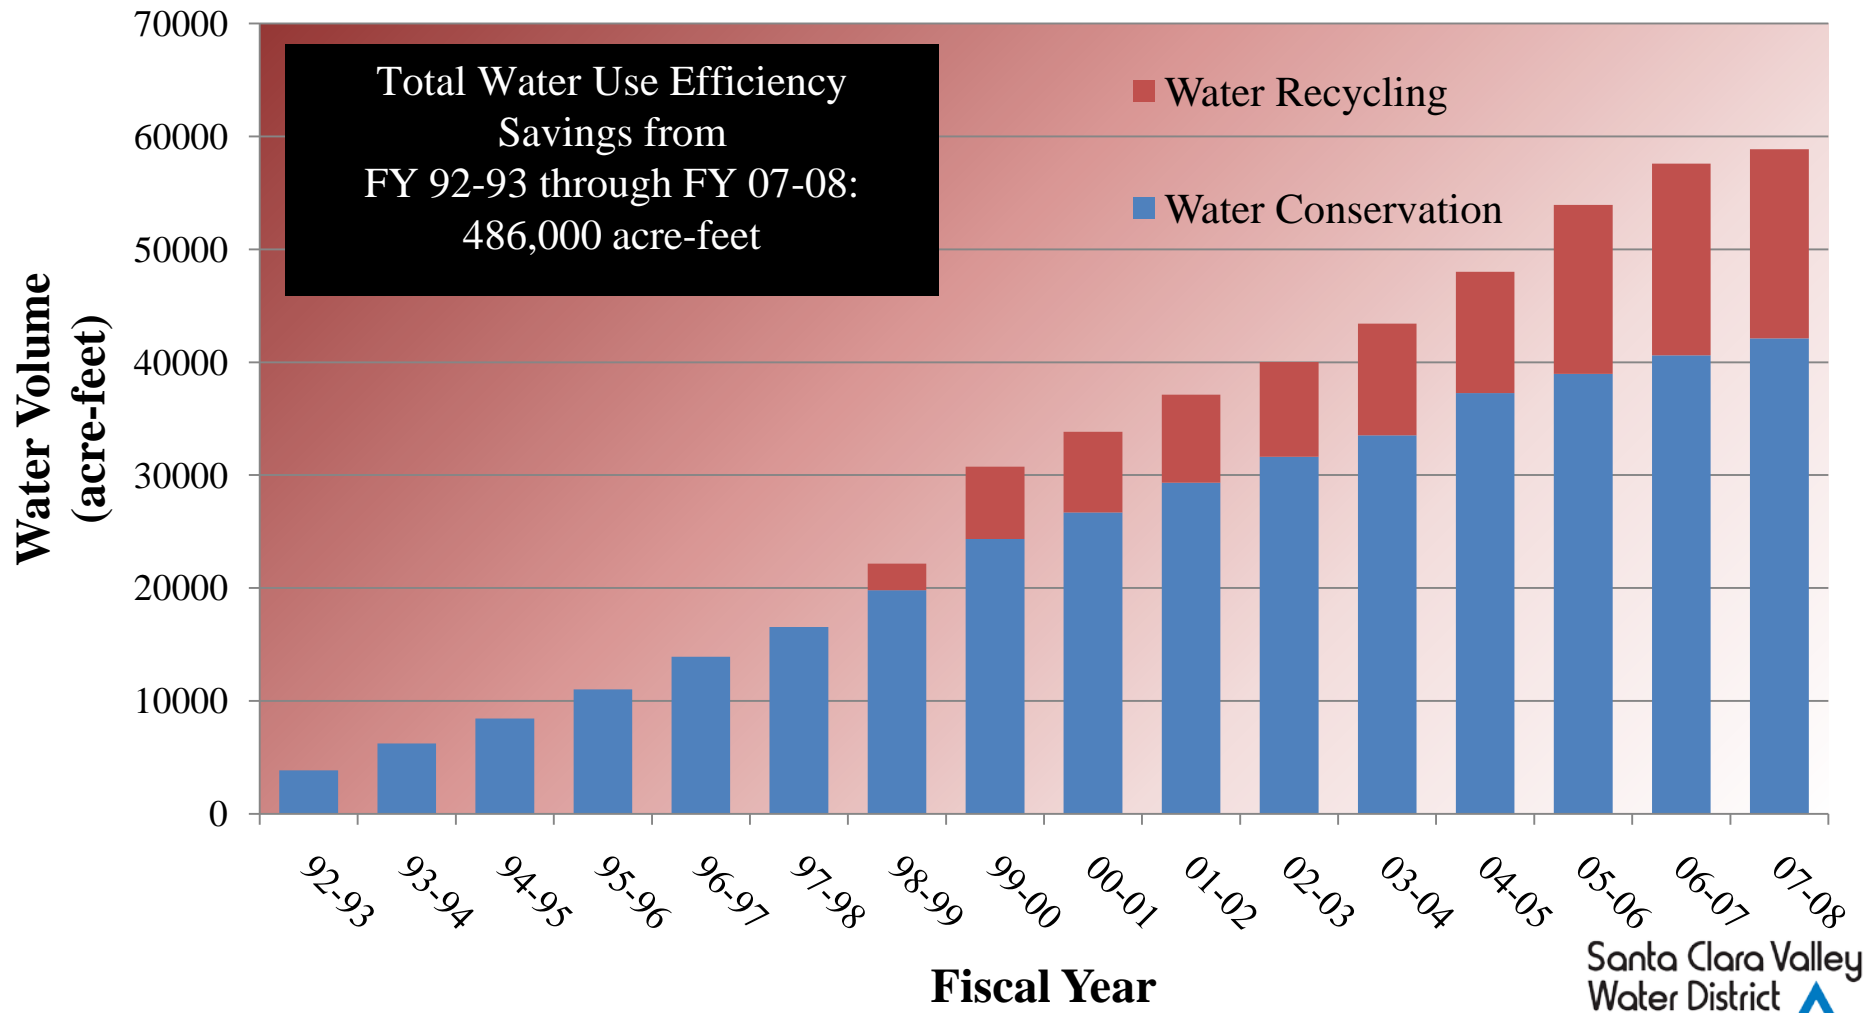 70000
60000
50000
40000
30000
20000
10000
0
Water Volume
(acre-feet)
Total Water Use Efficiency
Savings from
FY 92-93 through FY 07-08:
486,000 acre-feet
Water Recycling
Water Conservation
92-93
93-94
94-95
95-96
96-97
97-98
98-99
99-00
00-01
01-02
02-03
03-04
04-05
05-06
06-07
07-08
Fiscal Year
Santa Clara Valley
Water District